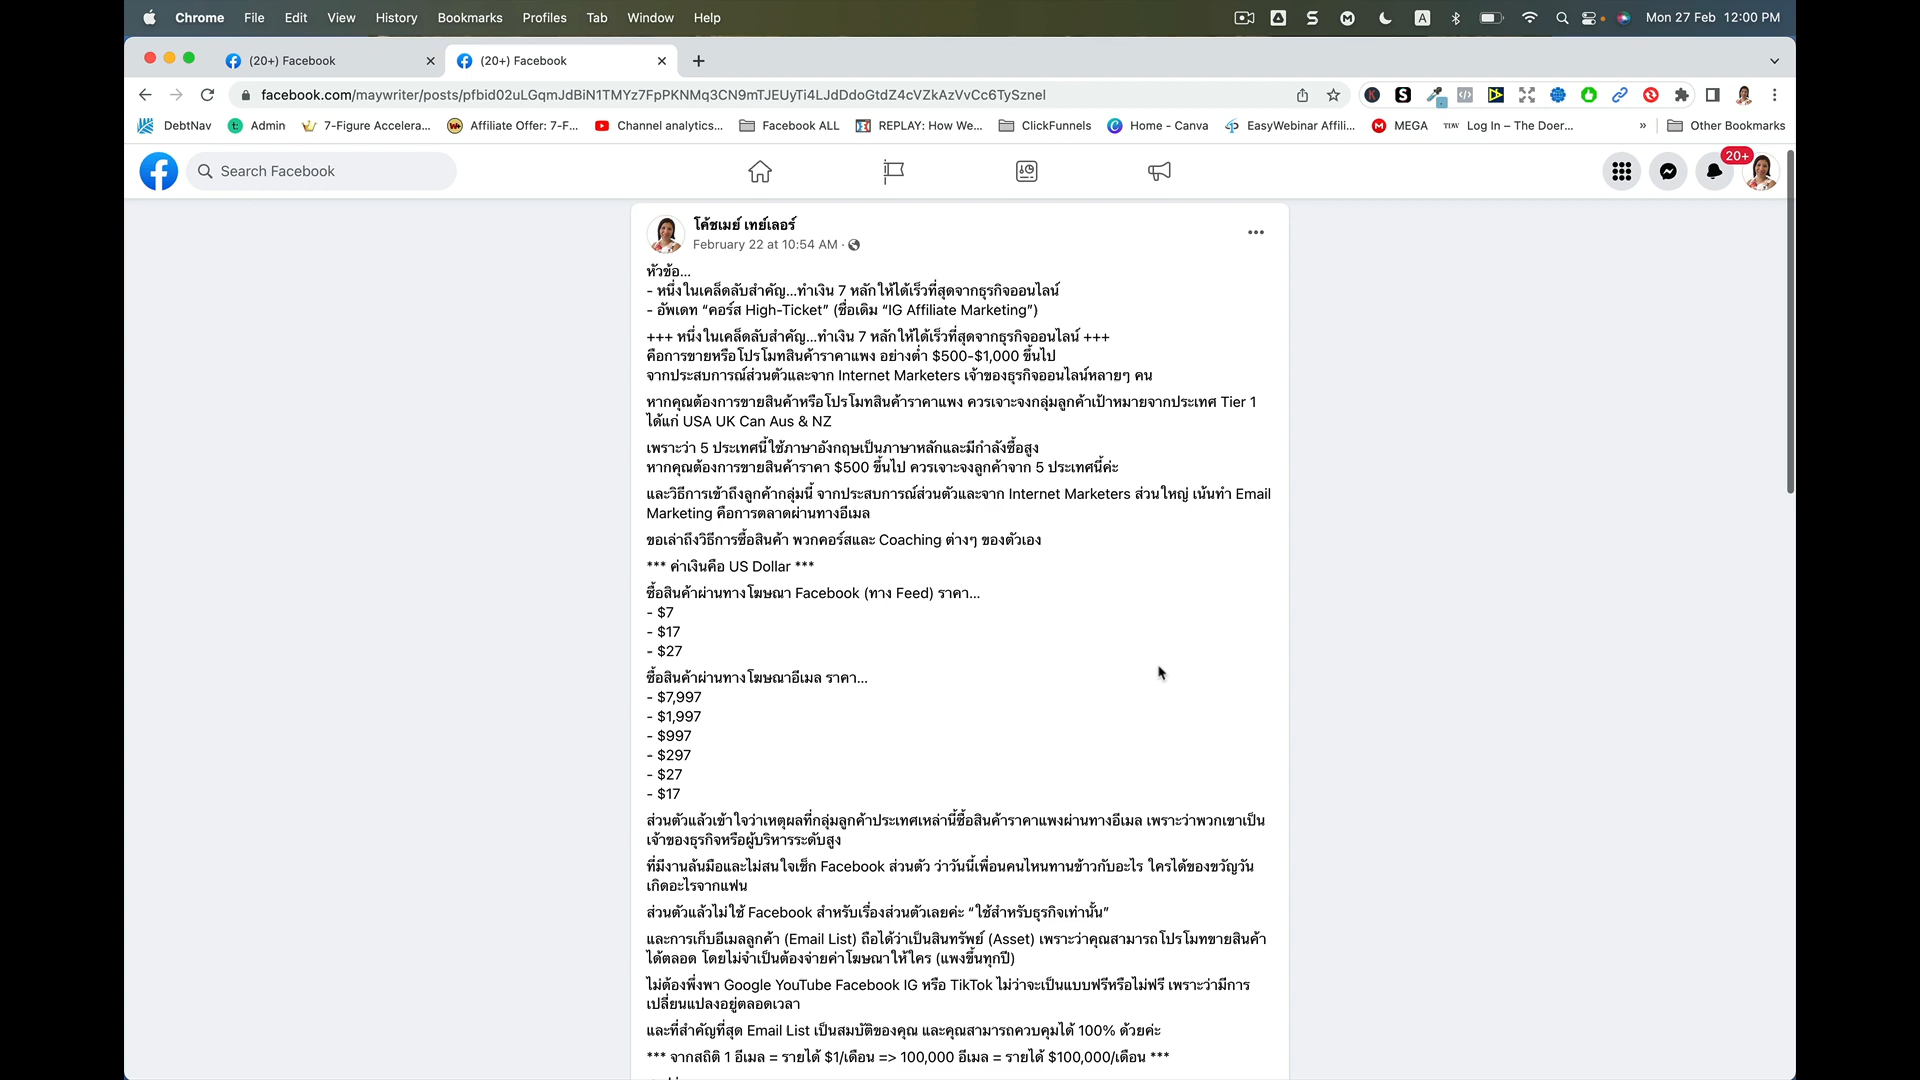 Chrome File Edit View History Bookmarks Profiles Tab Window Help Mon 27 Feb 12:00 PM
(20+) Facebook (20+) Facebook
facebook.com/maywriter/posts/pfbid02uLGqmJdBiN1TMYz7FpPKNMq3CN9mTJEUyTi4LJdDdoGtdZ4cVZkAzVvCc6TySzneI
DebtNav Admin 7-Figure Accelera... Affiliate Offer: 7-F... Channel analytics... Facebook ALL REPLAY: How We... ClickFunnels Home - Canva EasyWebinar Affili... MEGA Log In – The Doer... » Other Bookmarks
Search Facebook 20+
โค้ชเมย์ เทย์เลอร์
February 22 at 10:54 AM ·
หัวข้อ...
- หนึ่งในเคล็ดลับสำคัญ...ทำเงิน 7 หลักให้ได้เร็วที่สุดจากธุรกิจออนไลน์
- อัพเดท “คอร์ส High-Ticket” (ชื่อเดิม “IG Affiliate Marketing”)
+++ หนึ่งในเคล็ดลับสำคัญ...ทำเงิน 7 หลักให้ได้เร็วที่สุดจากธุรกิจออนไลน์ +++
คือการขายหรือโปรโมทสินค้าราคาแพง อย่างต่ำ $500-$1,000 ขึ้นไป
จากประสบการณ์ส่วนตัวและจาก Internet Marketers เจ้าของธุรกิจออนไลน์หลายๆ คน
หากคุณต้องการขายสินค้าหรือโปรโมทสินค้าราคาแพง ควรเจาะจงกลุ่มลูกค้าเป้าหมายจากประเทศ Tier 1
ได้แก่ USA UK Can Aus & NZ
เพราะว่า 5 ประเทศนี้ใช้ภาษาอังกฤษเป็นภาษาหลักและมีกำลังซื้อสูง
หากคุณต้องการขายสินค้าราคา $500 ขึ้นไป ควรเจาะจงลูกค้าจาก 5 ประเทศนี้ค่ะ
และวิธีการเข้าถึงลูกค้ากลุ่มนี้ จากประสบการณ์ส่วนตัวและจาก Internet Marketers ส่วนใหญ่ เน้นทำ Email
Marketing คือการตลาดผ่านทางอีเมล
ขอเล่าถึงวิธีการซื้อสินค้า พวกคอร์สและ Coaching ต่างๆ ของตัวเอง
*** ค่าเงินคือ US Dollar ***
ซื้อสินค้าผ่านทางโฆษณา Facebook (ทาง Feed) ราคา...
- $7
- $17
- $27
ซื้อสินค้าผ่านทางโฆษณาอีเมล ราคา...
- $7,997
- $1,997
- $997
- $297
- $27
- $17
ส่วนตัวแล้วเข้าใจว่าเหตุผลที่กลุ่มลูกค้าประเทศเหล่านี้ซื้อสินค้าราคาแพงผ่านทางอีเมล เพราะว่าพวกเขาเป็น
เจ้าของธุรกิจหรือผู้บริหารระดับสูง
ที่มีงานล้นมือและไม่สนใจเช็ก Facebook ส่วนตัว ว่าวันนี้เพื่อนคนไหนทานข้าวกับอะไร ใครได้ของขวัญวัน
เกิดอะไรจากแฟน
ส่วนตัวแล้วไม่ใช้ Facebook สำหรับเรื่องส่วนตัวเลยค่ะ “ใช้สำหรับธุรกิจเท่านั้น”
และการเก็บอีเมลลูกค้า (Email List) ถือได้ว่าเป็นสินทรัพย์ (Asset) เพราะว่าคุณสามารถโปรโมทขายสินค้า
ได้ตลอด โดยไม่จำเป็นต้องจ่ายค่าโฆษณาให้ใคร (แพงขึ้นทุกปี)
ไม่ต้องพึ่งพา Google YouTube Facebook IG หรือ TikTok ไม่ว่าจะเป็นแบบฟรีหรือไม่ฟรี เพราะว่ามีการ
เปลี่ยนแปลงอยู่ตลอดเวลา
และที่สำคัญที่สุด Email List เป็นสมบัติของคุณ และคุณสามารถควบคุมได้ 100% ด้วยค่ะ
*** จากสถิติ 1 อีเมล = รายได้ $1/เดือน => 100,000 อีเมล = รายได้ $100,000/เดือน ***